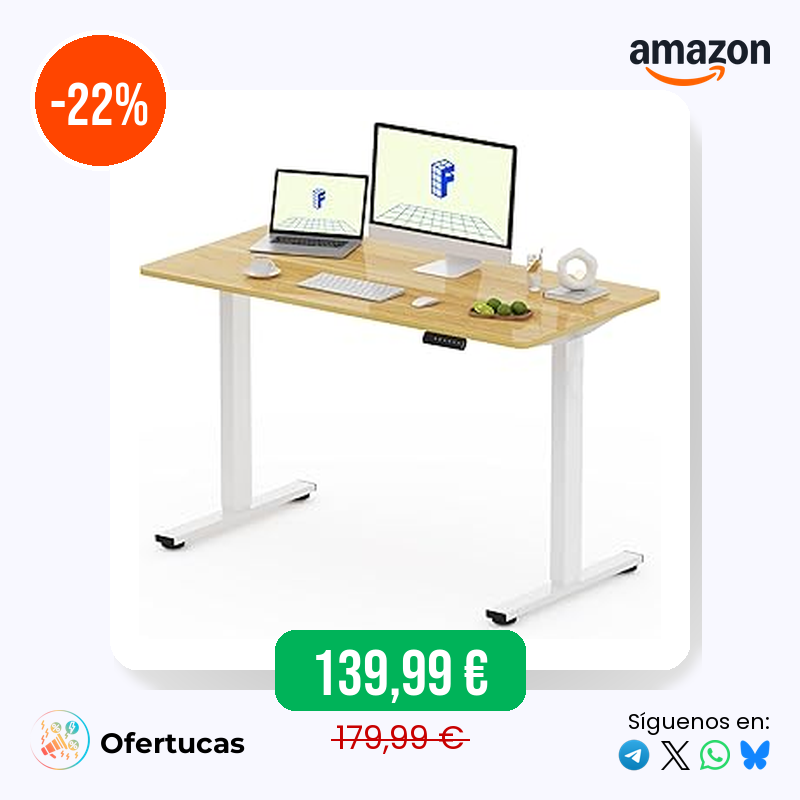 -22%
amazon
F
F
139,99 €
179,99 €
Ofertucas
Síguenos en: